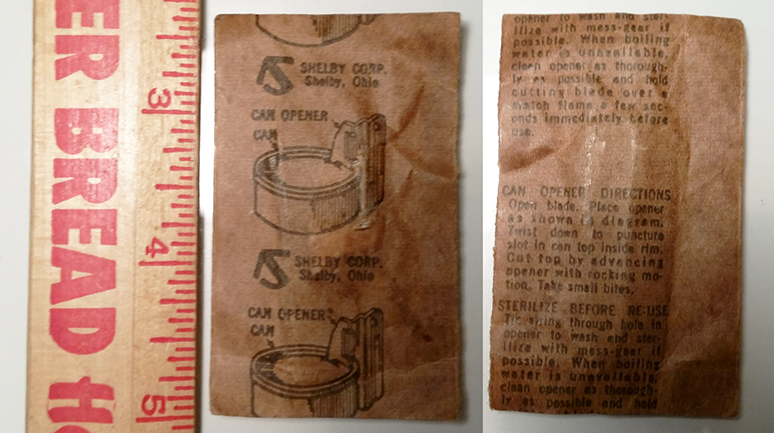 ER BREAD Ho
3
4
5
SHELBY CORP.
Shelby, Ohio
CAN OPENER
CAN
SHELBY CORP.
Shelby, Ohio
CAN OPENER
CAN
opener to wash and ster-
ilize with mess-gear if
possible. When boiling
water is unavailable,
clean opener as thorough-
ly as possible and hold
cutting blade over a
match flame a few sec-
onds immediately before
use.
CAN OPENER DIRECTIONS
Open blade. Place opener
as shown in diagram.
Twist down to puncture
slot in can top inside rim.
Cut top by advancing
opener with rocking mo-
tion. Take small bites.
STERILIZE BEFORE RE-USE
Tie string through hole in
opener to wash and ster-
ilize with mess-gear if
possible. When boiling
water is unavailable,
clean opener as thorough-
ly as possible and hold